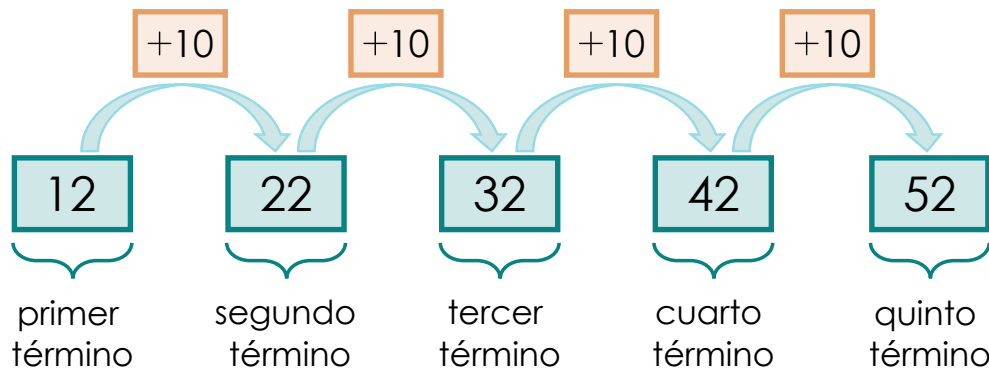 +10 +10 +10 +10
12 22 32 42 52
primer segundo tercer cuarto quinto
término término término término término